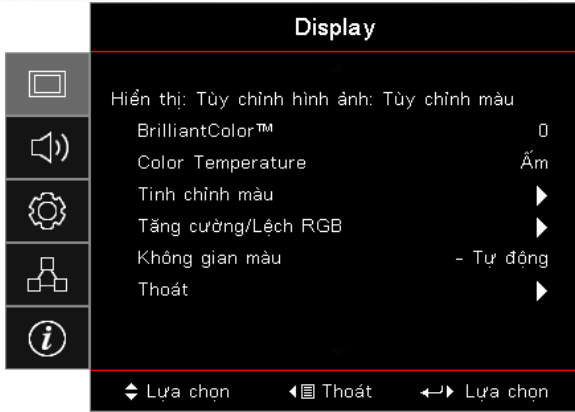 Display
Hiển thị: Tùy chỉnh hình ảnh: Tùy chỉnh màu
BrilliantColor™ 0
Color Temperature Ấm
Tinh chỉnh màu
Tăng cường/Lệch RGB
Không gian màu - Tự động
Thoát
Lựa chọn Thoát Lựa chọn